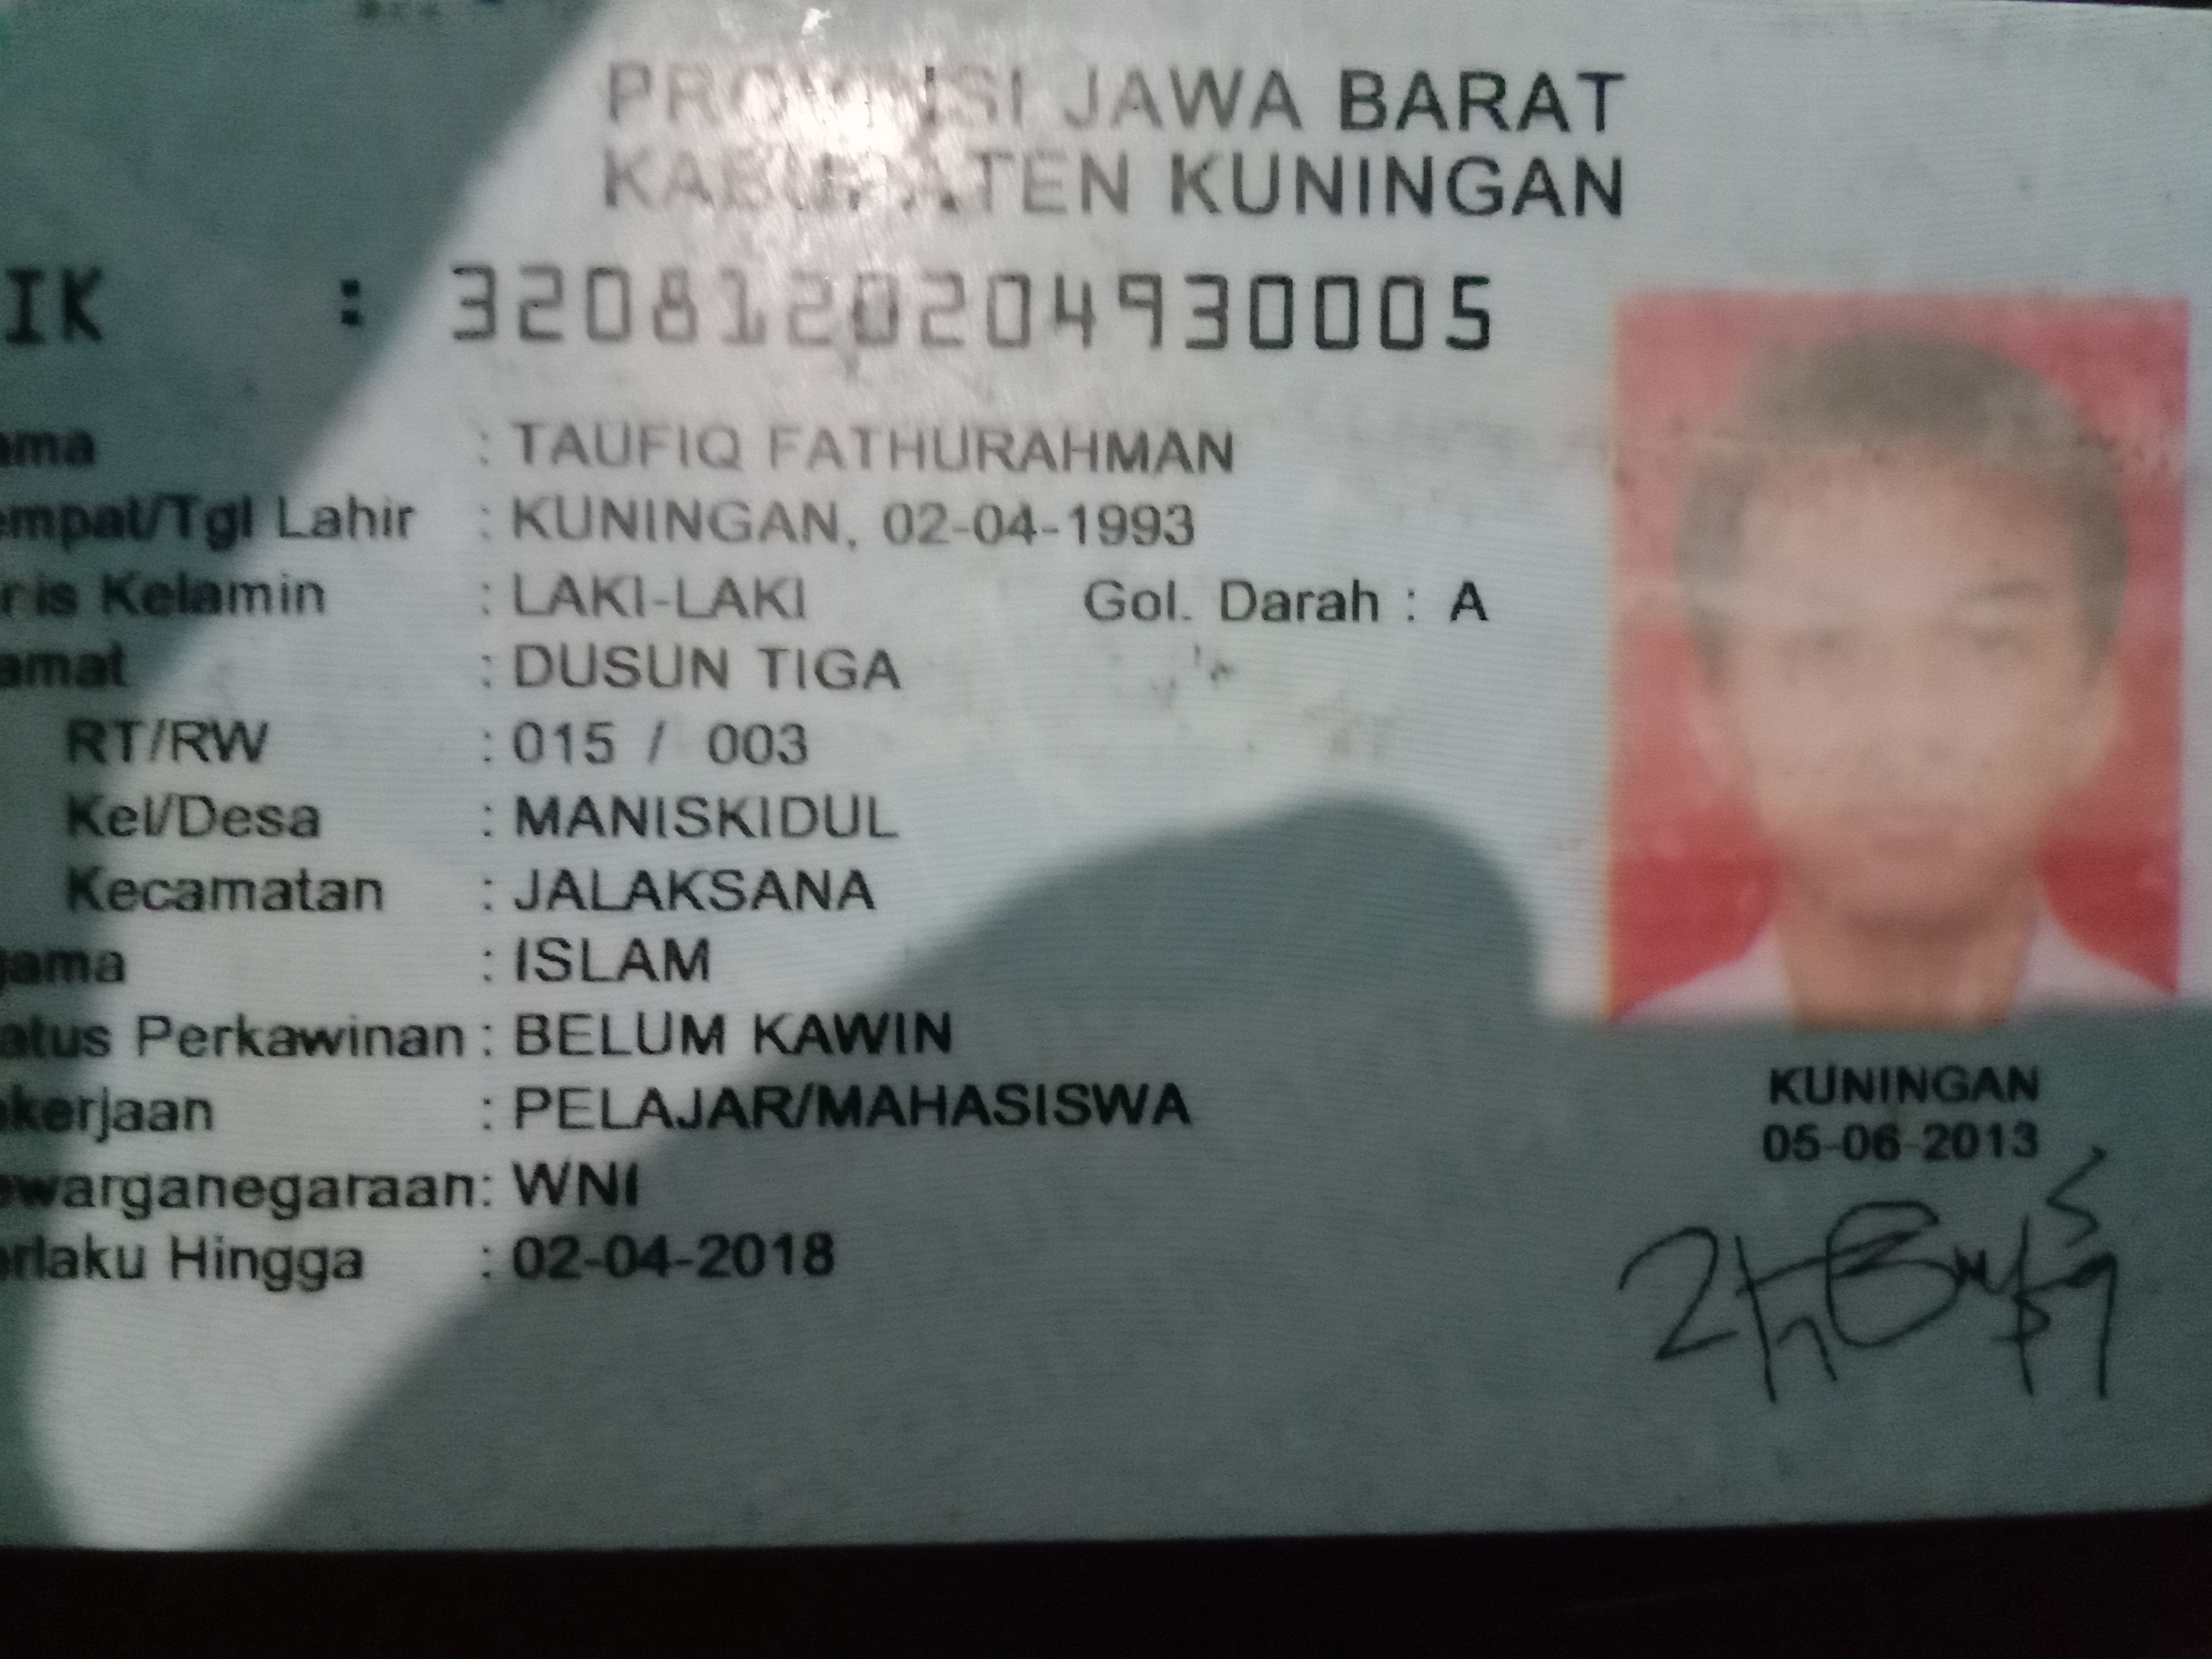 PROVINSI JAWA BARAT
KABUPATEN KUNINGAN
IK : 3208120204930005
ama : TAUFIQ FATHURAHMAN
empat/Tgl Lahir : KUNINGAN, 02-04-1993
nis Kelamin : LAKI-LAKI Gol. Darah : A
amat : DUSUN TIGA
RT/RW : 015 / 003
Kel/Desa : MANISKIDUL
Kecamatan : JALAKSANA
gama : ISLAM
atus Perkawinan : BELUM KAWIN
ekerjaan : PELAJAR/MAHASISWA
ewarganegaraan : WNI
erlaku Hingga : 02-04-2018
KUNINGAN
05-06-2013